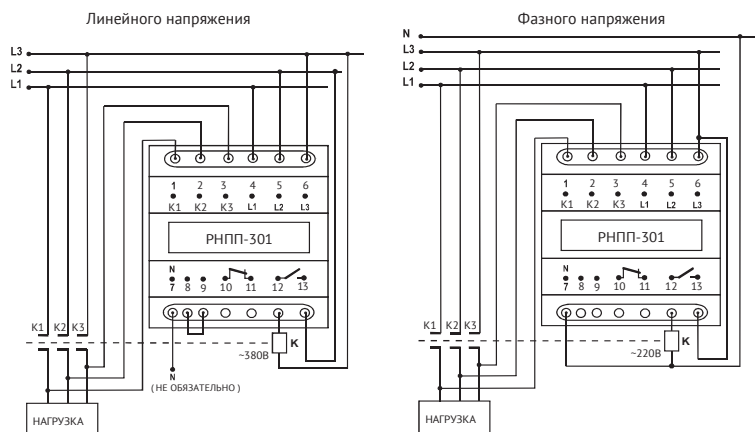 Линейного напряжения
L3
L2
L1
1 2 3 4 5 6
K1 K2 K3 L1 L2 L3
РНПП-301
N
7 8 9 10 11 12 13
K1 K2 K3
K
~380В
N
( НЕ ОБЯЗАТЕЛЬНО )
НАГРУЗКА
Фазного напряжения
N
L3
L2
L1
1 2 3 4 5 6
K1 K2 K3 L1 L2 L3
РНПП-301
N
7 8 9 10 11 12 13
K1 K2 K3
K
~220В
НАГРУЗКА